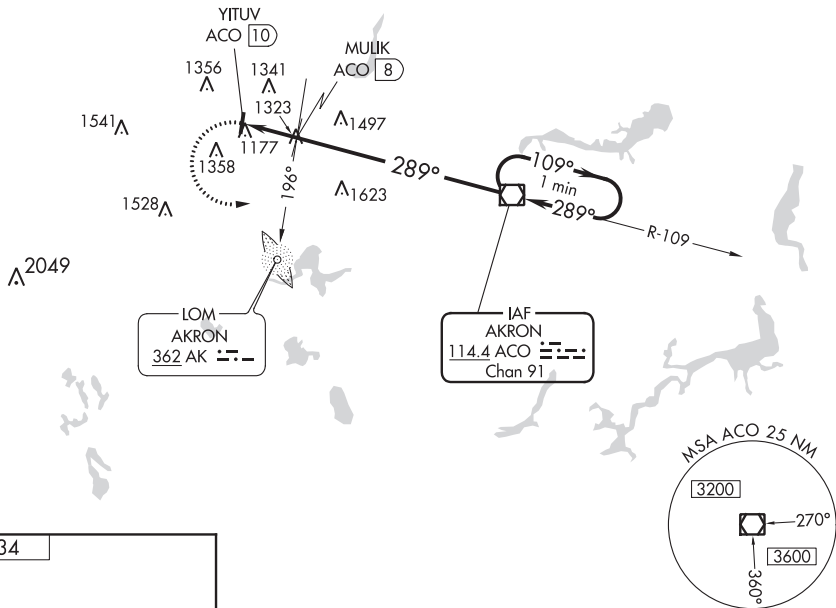 YITUV
ACO 10
MULIK
ACO 8
1356
1341
1323
1497
1541
1177
1358
289°
109°
1 min
289°
R-109
196°
1623
1528
2049
LOM
AKRON
362 AK
IAF
AKRON
114.4 ACO
Chan 91
MSA ACO 25 NM
3200
270°
3600
360°
34